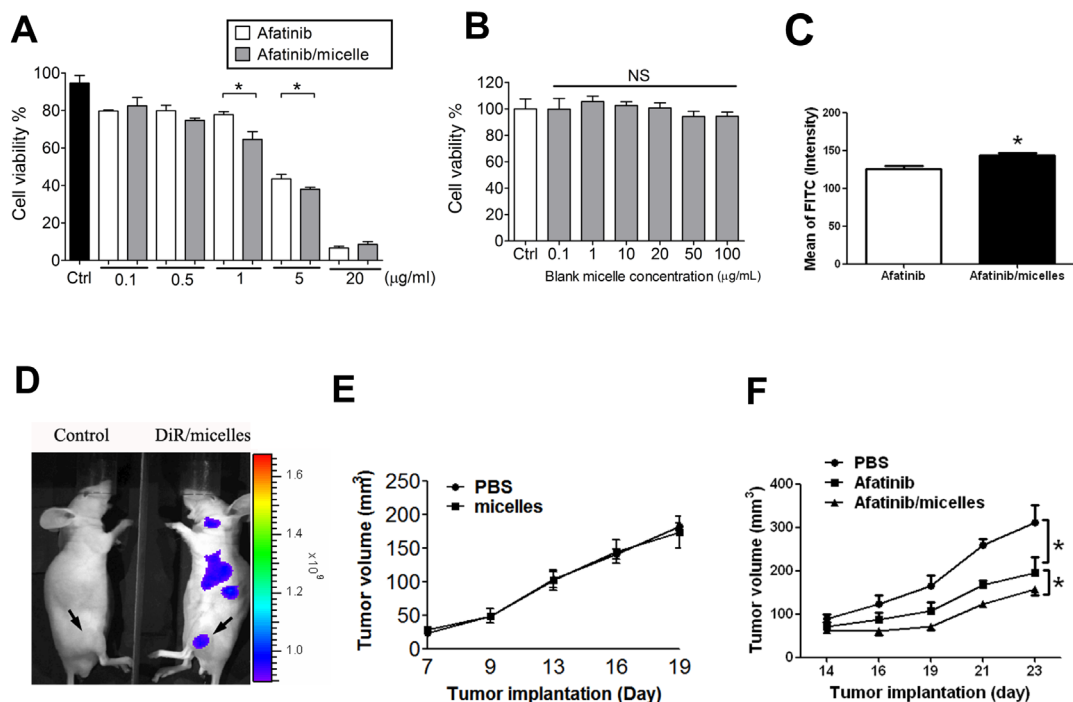 A
Afatinib
Afatinib/micelle
Cell viability %
100
80
60
40
20
0
*
*
Ctrl
0.1
0.5
1
5
20
(μg/ml)
B
NS
Cell viability %
120
100
80
60
40
20
0
Ctrl 0.1 1 10 20 50 100
Blank micelle concentration (μg/mL)
C
Mean of FITC (Intensity)
200
150
100
50
0
*
Afatinib
Afatinib/micelles
D
Control
DiR/micelles
1.6
1.4
1.2
1.0
x10^9
E
PBS
micelles
Tumor volume (mm³)
250
200
150
100
50
0
7 9 13 16 19
Tumor implantation (Day)
F
PBS
Afatinib
Afatinib/micelles
Tumor volume (mm³)
400
300
200
100
0
*
*
14 16 19 21 23
Tumor implantation (day)